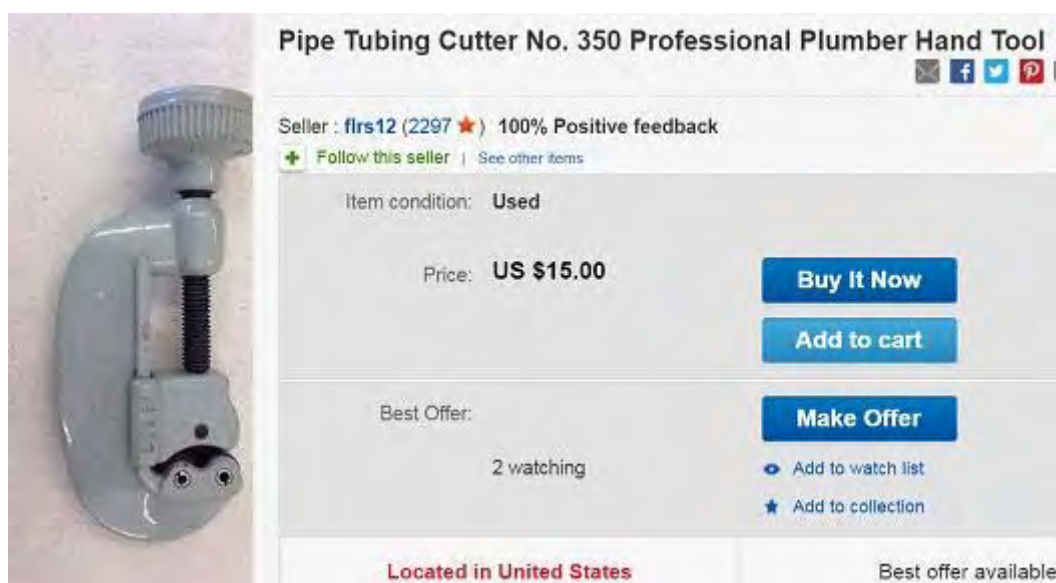 Pipe Tubing Cutter No. 350 Professional Plumber Hand Tool
Seller : flrs12 (2297 ★) 100% Positive feedback
+ Follow this seller | See other items
Item condition: Used
Price: US $15.00
Buy It Now
Add to cart
Best Offer:
Make Offer
2 watching
Add to watch list
Add to collection
Located in United States
Best offer available